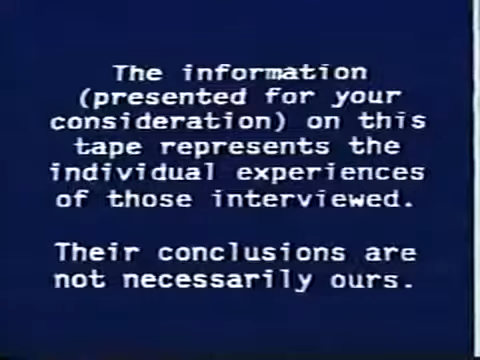 The information
(presented for your
consideration) on this
tape represents the
individual experiences
of those interviewed.
Their conclusions are
not necessarily ours.